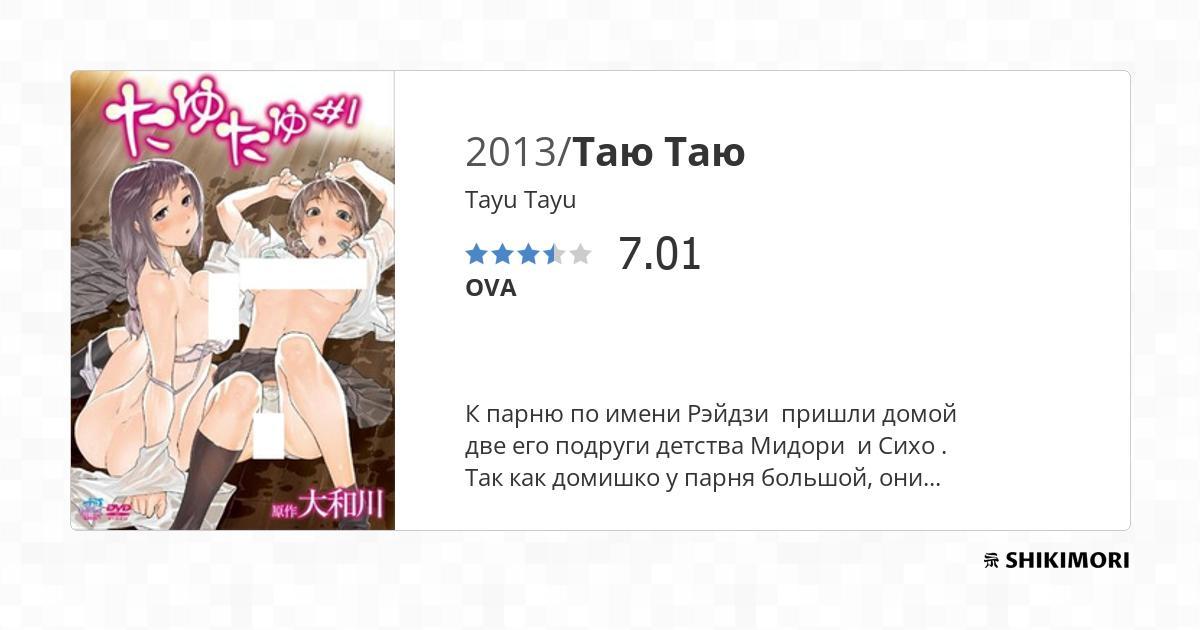 たゆたゆ#1
原作 大和川
DVD
2013/Таю Таю
Tayu Tayu
7.01
OVA
К парню по имени Рэйдзи  пришли домой
две его подруги детства Мидори  и Сихо .
Так как домишко у парня большой, они...
SHIKIMORI